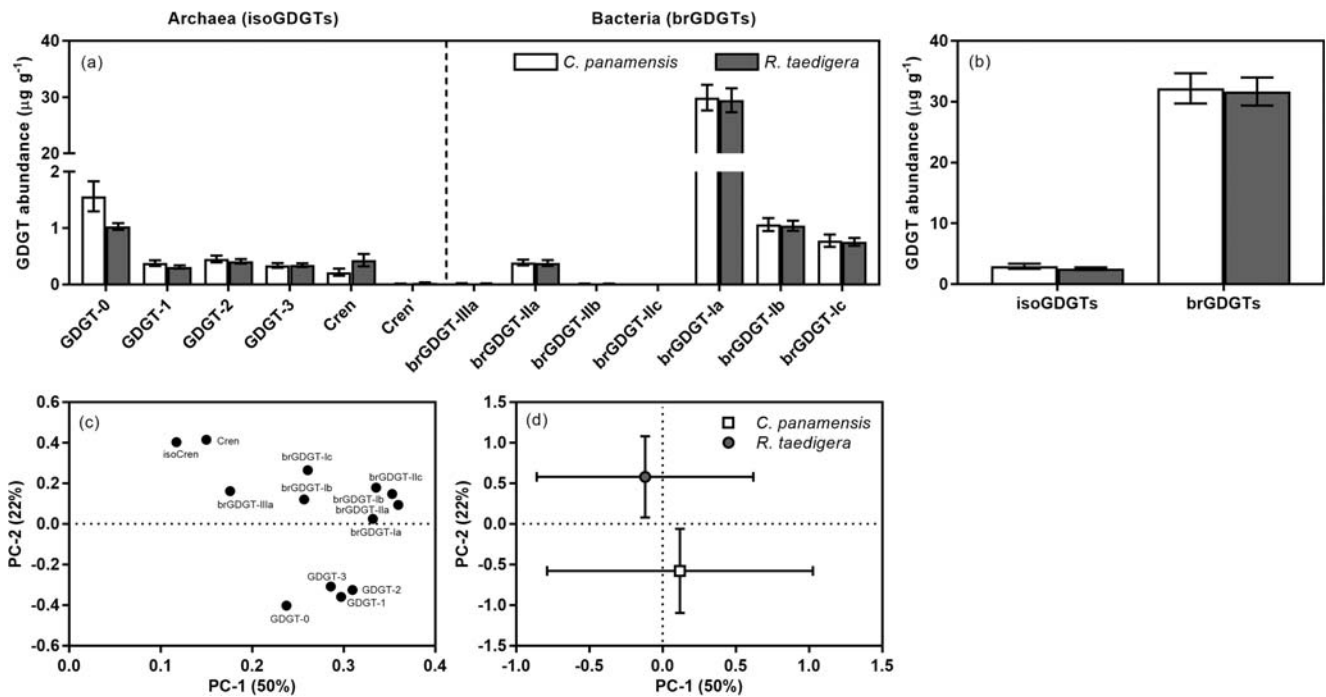 Archaea (isoGDGTs)
Bacteria (brGDGTs)
(a)
C. panamensis
R. taedigera
GDGT abundance (µg g-1)
40
30
20
2
1
0
GDGT-0
GDGT-1
GDGT-2
GDGT-3
Cren
Cren'
brGDGT-IIIa
brGDGT-IIa
brGDGT-IIb
brGDGT-IIc
brGDGT-Ia
brGDGT-Ib
brGDGT-Ic
(b)
GDGT abundance (µg g-1)
40
30
20
10
0
isoGDGTs
brGDGTs
(c)
PC-2 (22%)
0.6
0.4
0.2
0.0
-0.2
-0.4
-0.6
isoCren
Cren
brGDGT-Ic
brGDGT-IIc
brGDGT-IIIa
brGDGT-Ib
brGDGT-Ib
brGDGT-IIa
brGDGT-Ia
GDGT-3
GDGT-2
GDGT-1
GDGT-0
0.0
0.2
0.3
0.4
PC-1 (50%)
(d)
C. panamensis
R. taedigera
PC-2 (22%)
1.5
1.0
0.5
0.0
-0.5
-1.0
-1.5
-1.0
-0.5
0.0
0.5
1.0
1.5
PC-1 (50%)